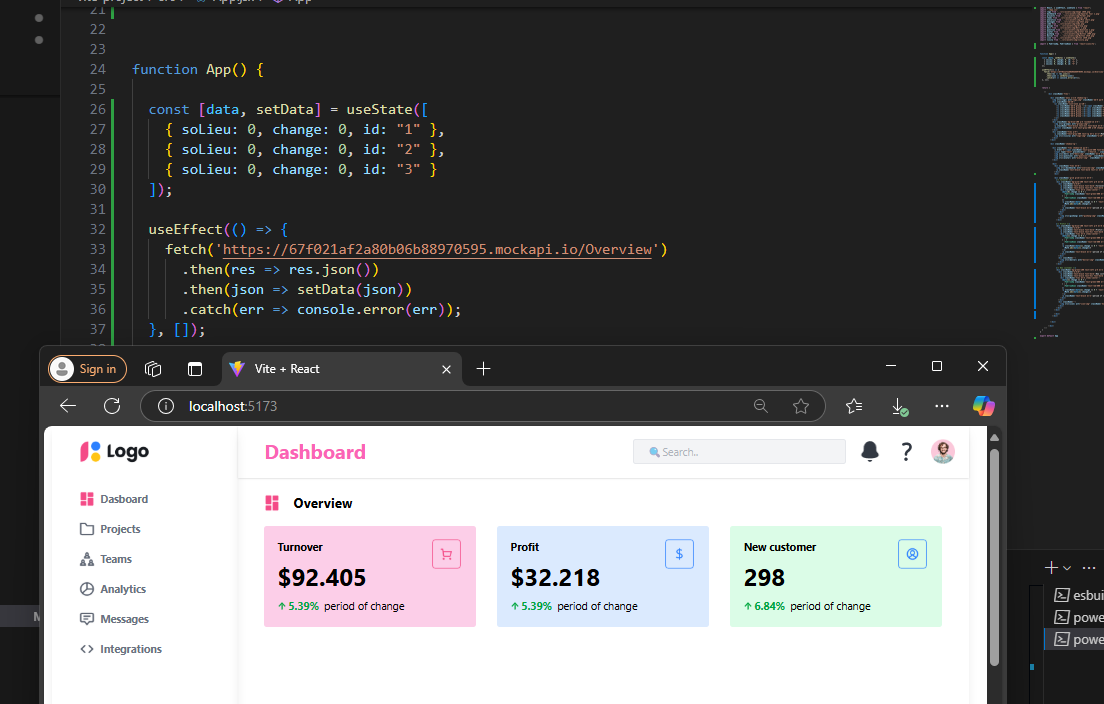 21
22
23
24 function App() {
25
26 const [data, setData] = useState([
27 { soLieu: 0, change: 0, id: "1" },
28 { soLieu: 0, change: 0, id: "2" },
29 { soLieu: 0, change: 0, id: "3" }
30 ]);
31
32 useEffect(() => {
33 fetch('https://67f021af2a80b06b88970595.mockapi.io/Overview')
34 .then(res => res.json())
35 .then(json => setData(json))
36 .catch(err => console.error(err));
37 }, []);
Sign in
Vite + React
localhost:5173
Logo
Dashboard
Search..
?
Dasboard
Projects
Teams
Analytics
Messages
Integrations
Overview
Turnover
$92.405
↑ 5.39% period of change
Profit
$
$32.218
↑ 5.39% period of change
New customer
298
↑ 6.84% period of change
esbui
powe
powe